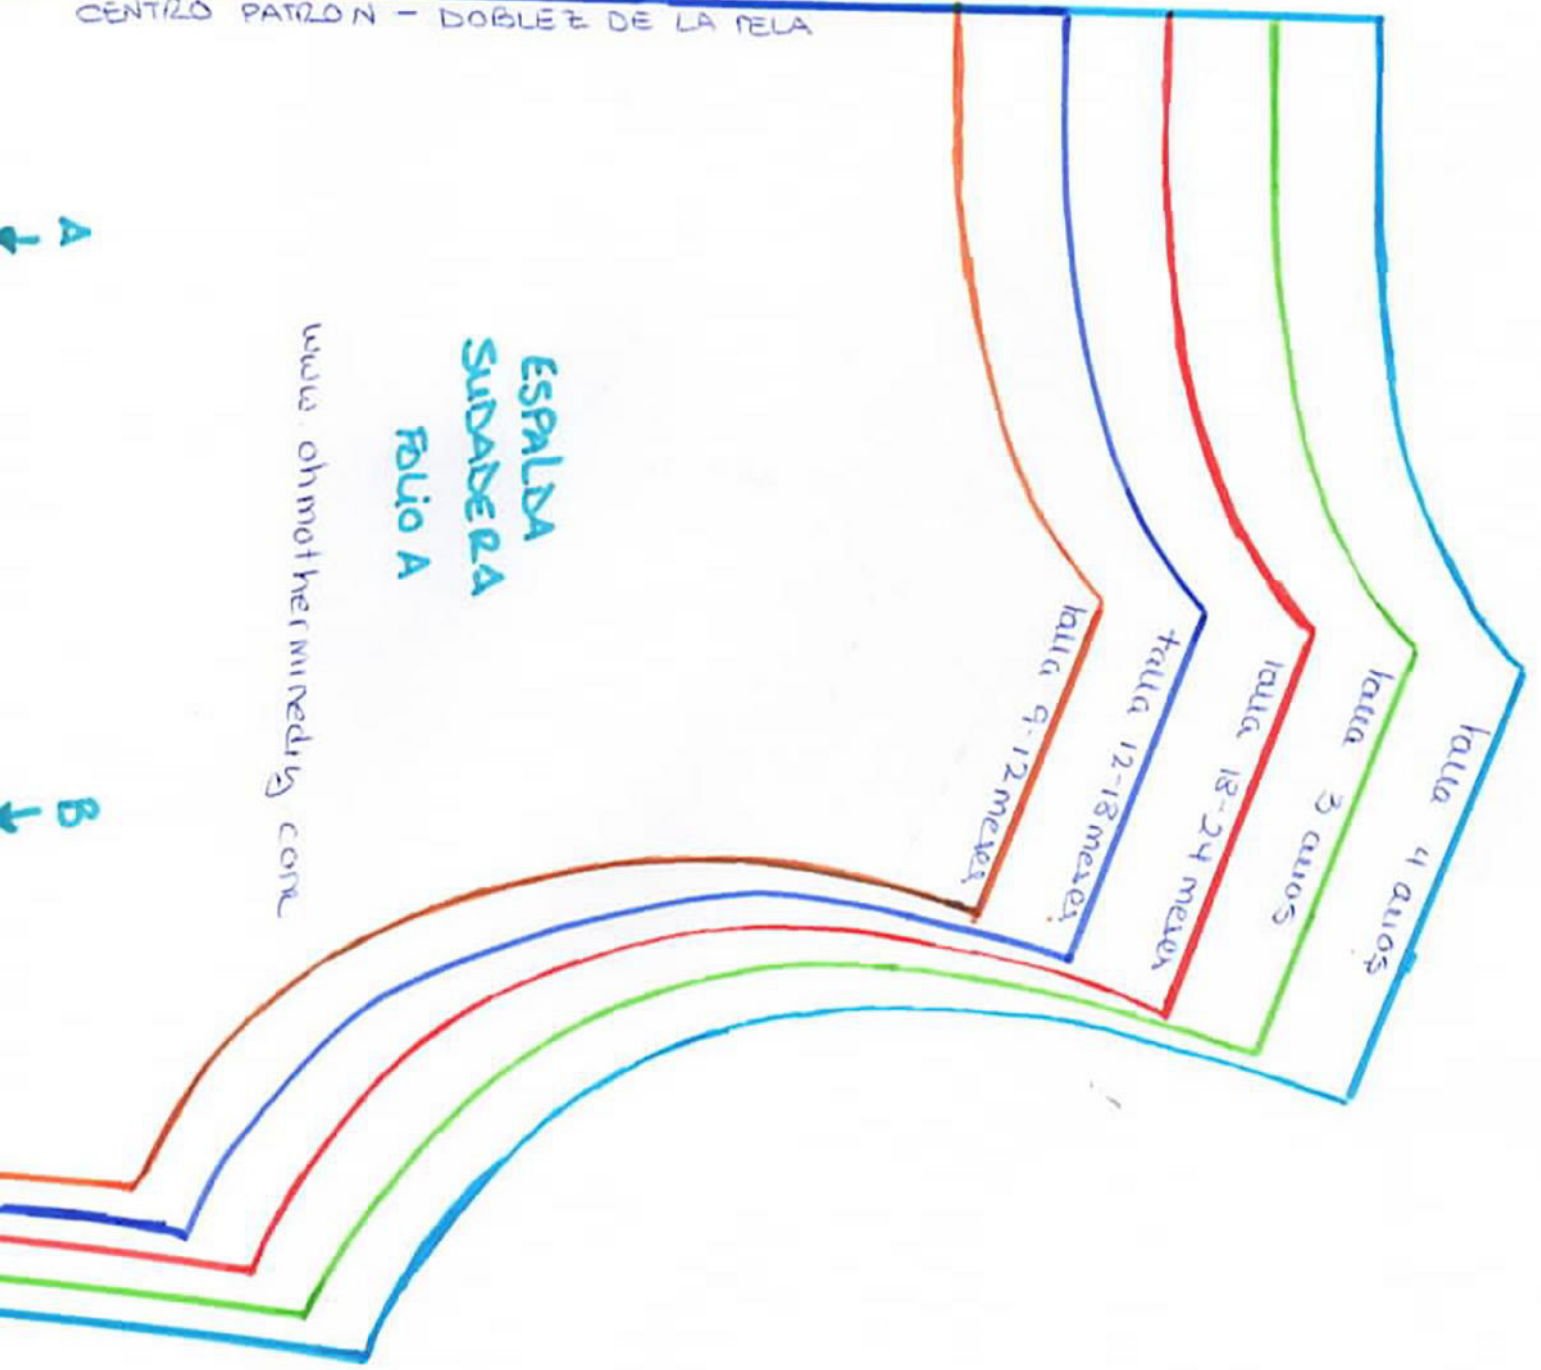 CENTRO PATRON - DOBLEZ DE LA TELA
A
B
ESPALDA
SUDADERA
FOLIO A
www.ohmotherminediy com
talla 9-12 meses
talla 12-18 meses
talla 18-24 meses
talla 3 años
talla 4 años